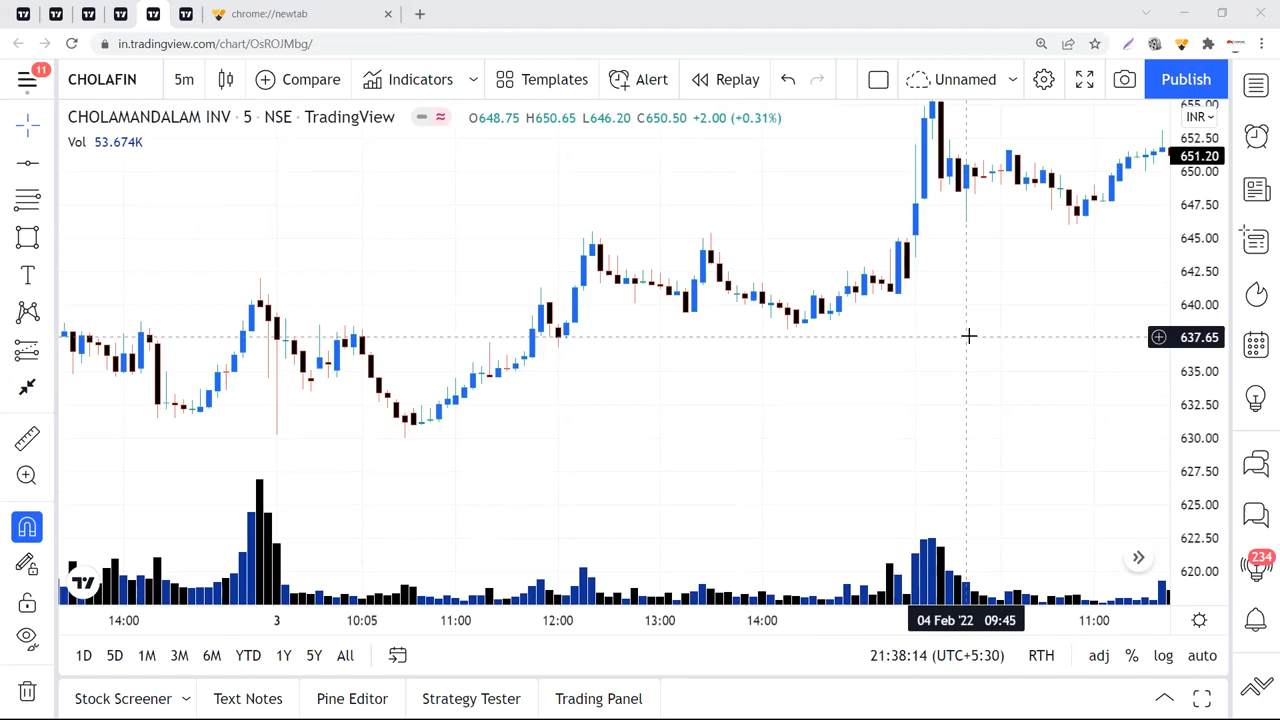 chrome://newtab
in.tradingview.com/chart/OsROJMbg/
11
CHOLAFIN
5m
Compare
Indicators
Templates
Alert
Replay
Unnamed
Publish
CHOLAMANDALAM INV · 5 · NSE · TradingView
O648.75 H650.65 L646.20 C650.50 +2.00 (+0.31%)
Vol 53.674K
655.00
INR
652.50
651.20
650.00
647.50
645.00
642.50
640.00
637.65
635.00
632.50
630.00
627.50
625.00
622.50
620.00
234
14:00
3
10:05
11:00
12:00
13:00
14:00
04 Feb '22 09:45
11:00
1D
5D
1M
3M
6M
YTD
1Y
5Y
All
21:38:14 (UTC+5:30)
RTH
adj
%
log
auto
Stock Screener
Text Notes
Pine Editor
Strategy Tester
Trading Panel